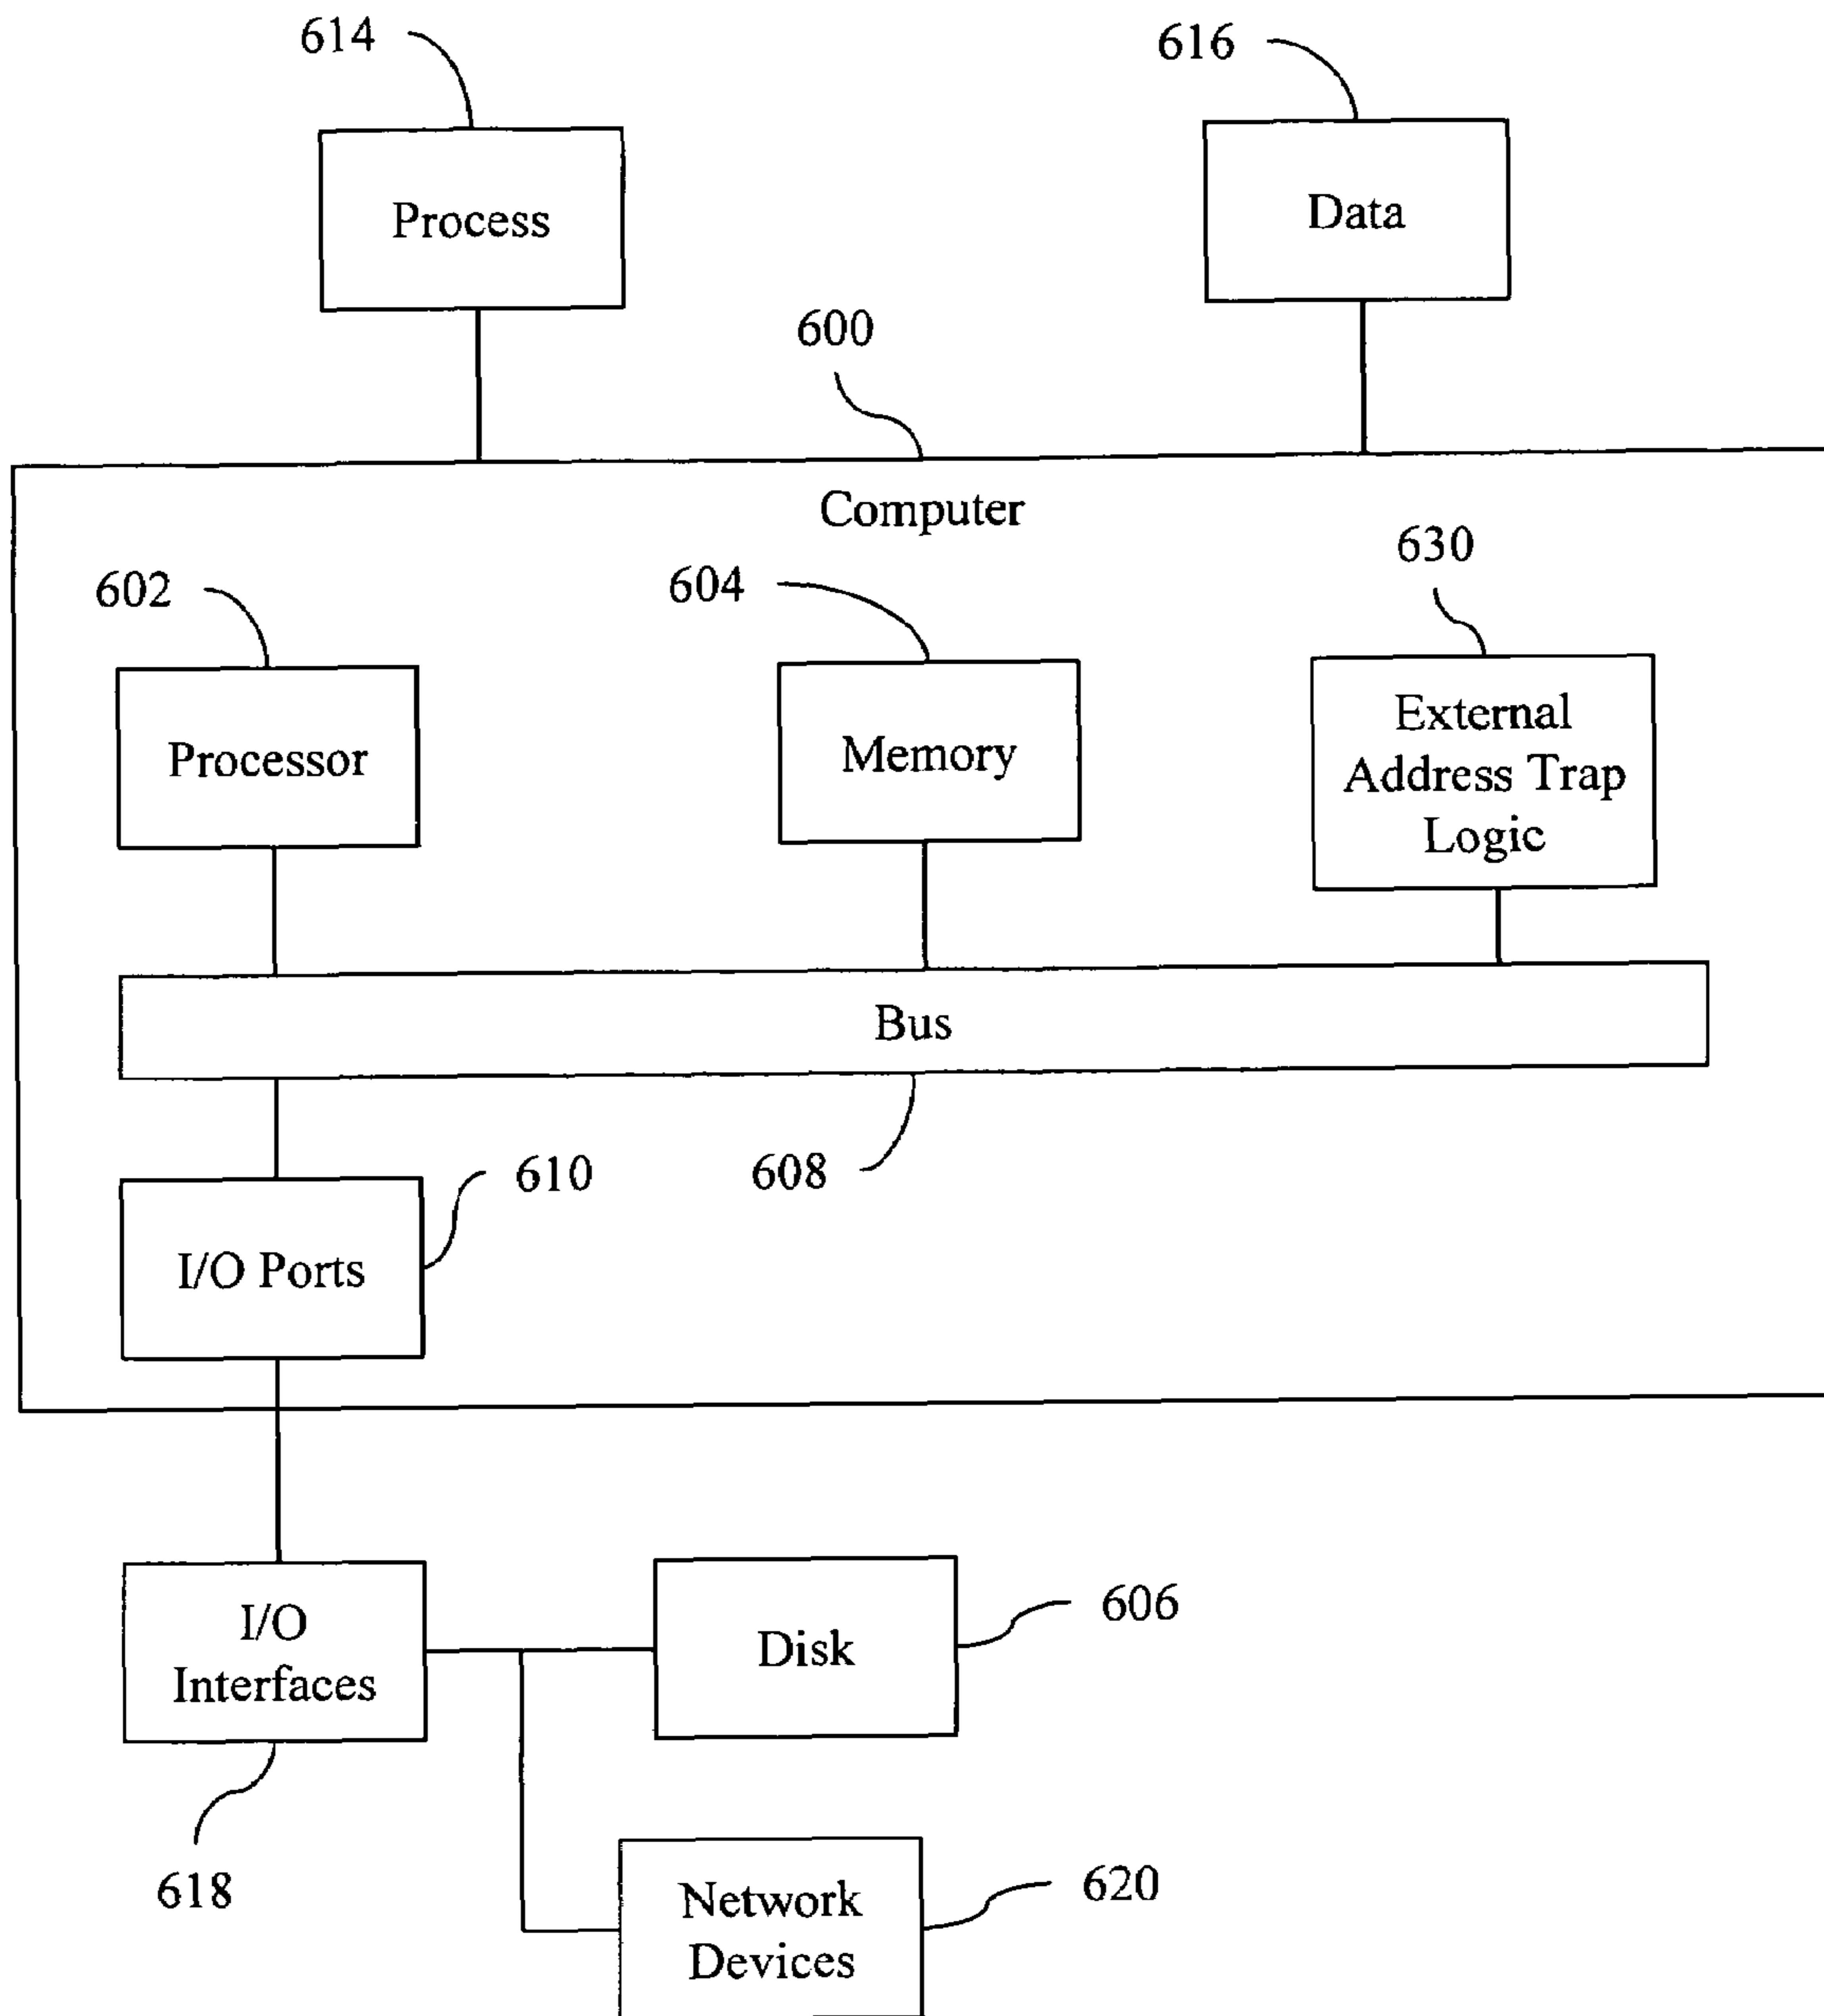 614
616
Process
Data
600
Computer
630
602
604
Processor
Memory
External
Address Trap
Logic
Bus
610
608
I/O Ports
I/O
Interfaces
Disk
606
618
Network
Devices
620